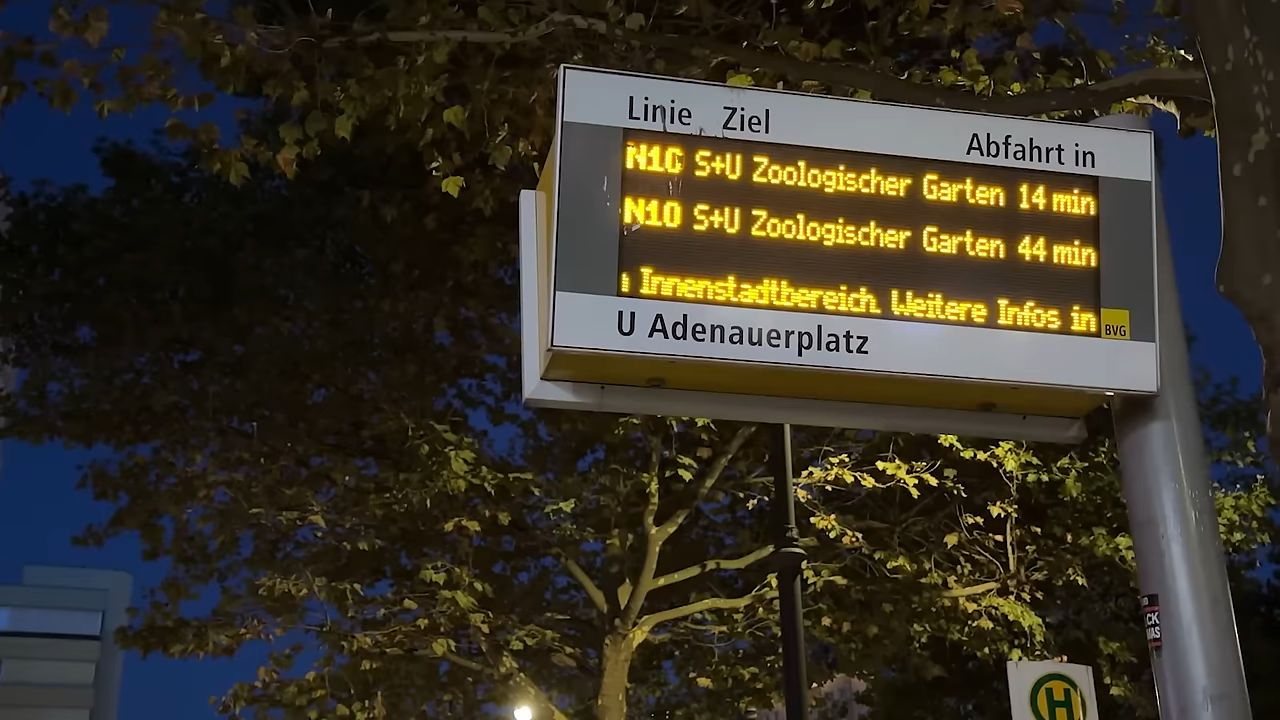 Linie Ziel Abfahrt in
N10 S+U Zoologischer Garten 14 min
N10 S+U Zoologischer Garten 44 min
Innenstadtbereich. Weitere Infos in
BVG
U Adenauerplatz
H